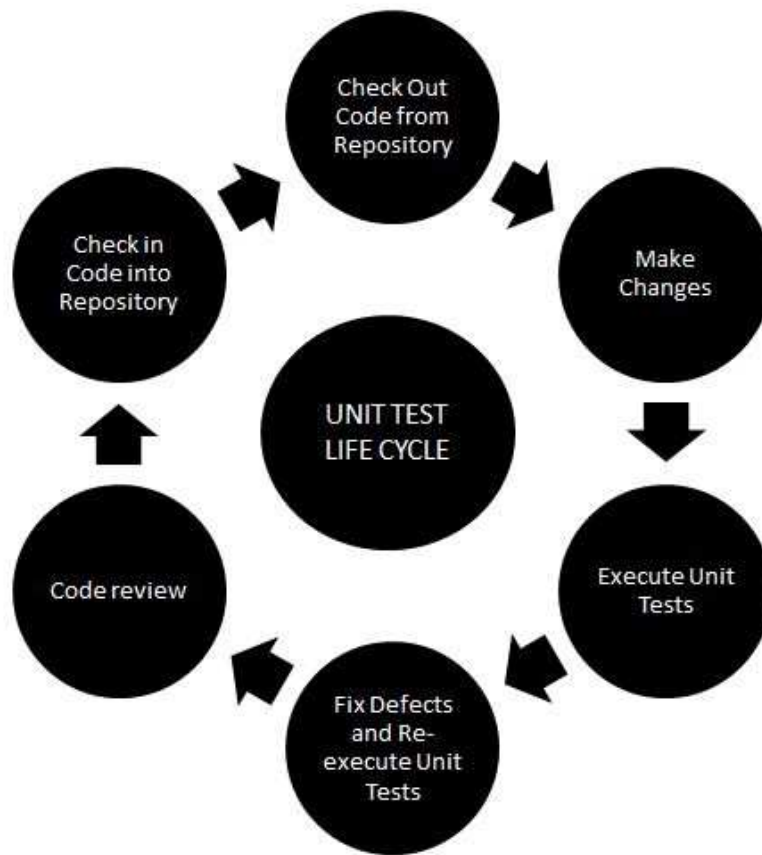 Check Out
Code from
Repository
Make
Changes
Execute Unit
Tests
Fix Defects
and Re-
execute Unit
Tests
Code review
Check in
Code into
Repository
UNIT TEST
LIFE CYCLE